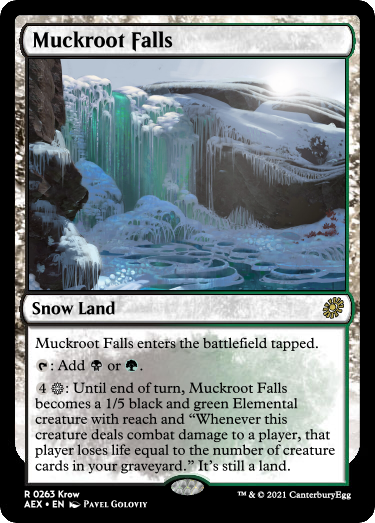 Muckroot Falls
Snow Land
Muckroot Falls enters the battlefield tapped.
: Add or .
4 : Until end of turn, Muckroot Falls
becomes a 1/5 black and green Elemental
creature with reach and “Whenever this
creature deals combat damage to a player, that
player loses life equal to the number of creature
cards in your graveyard.” It’s still a land.
R 0263 Krow
AEX • EN Pavel Goloviy
™ & © 2021 CanterburyEgg